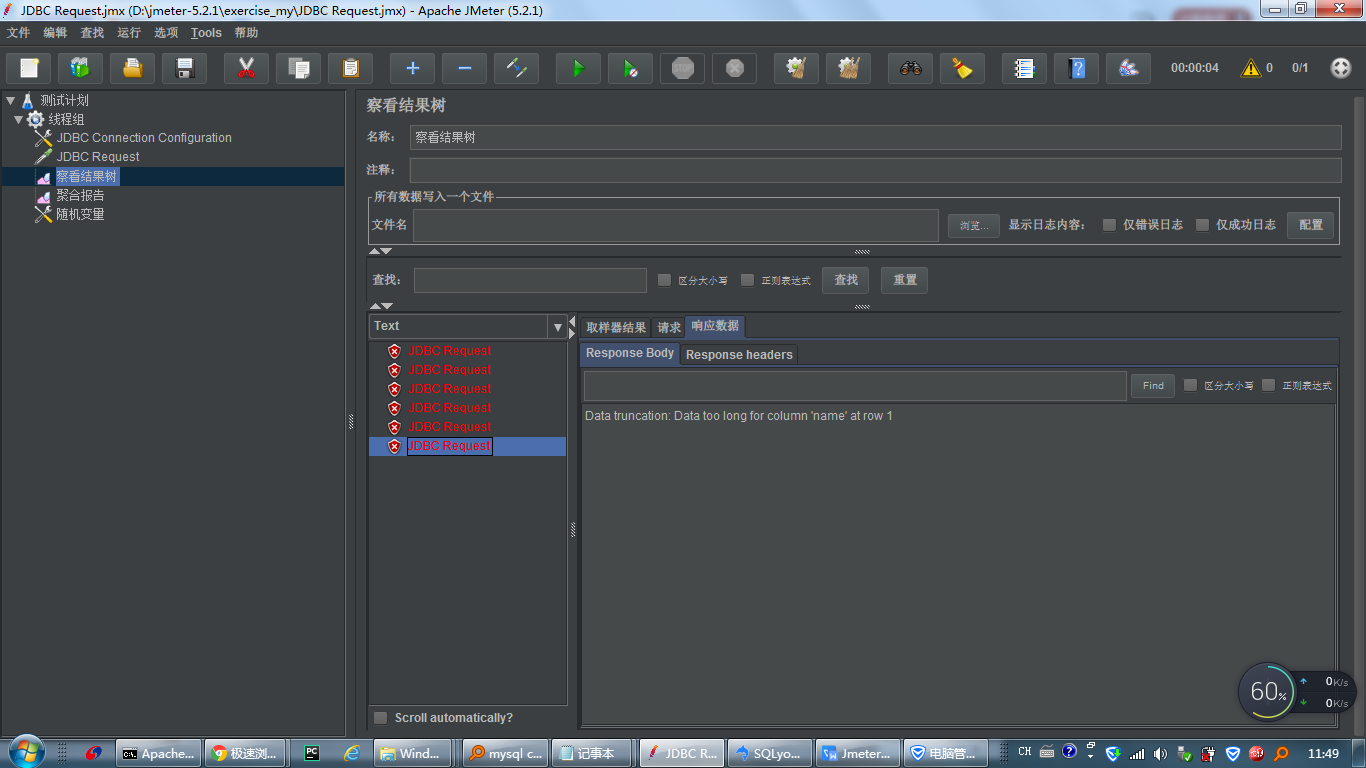 JDBC Request.jmx (D:\jmeter-5.2.1\exercise_my\JDBC Request.jmx) - Apache JMeter (5.2.1)
文件 编辑 查找 运行 选项 Tools 帮助
STOP 00:00:04 0 0/1
测试计划
线程组
JDBC Connection Configuration
JDBC Request
察看结果树
聚合报告
随机变量
察看结果树
名称: 察看结果树
注释:
所有数据写入一个文件
文件名 浏览... 显示日志内容: 仅错误日志 仅成功日志 配置
查找: 区分大小写 正则表达式 查找 重置
Text
JDBC Request
JDBC Request
JDBC Request
JDBC Request
JDBC Request
JDBC Request
Scroll automatically?
取样器结果 请求 响应数据
Response Body Response headers
Find 区分大小写 正则表达式
Data truncation: Data too long for column 'name' at row 1
60% 0K/s
0K/s
Apache... 极速浏... PC Wind... mysql c... 记事本 JDBC R... SQLyo... Jmeter... 电脑管... CH 11:49